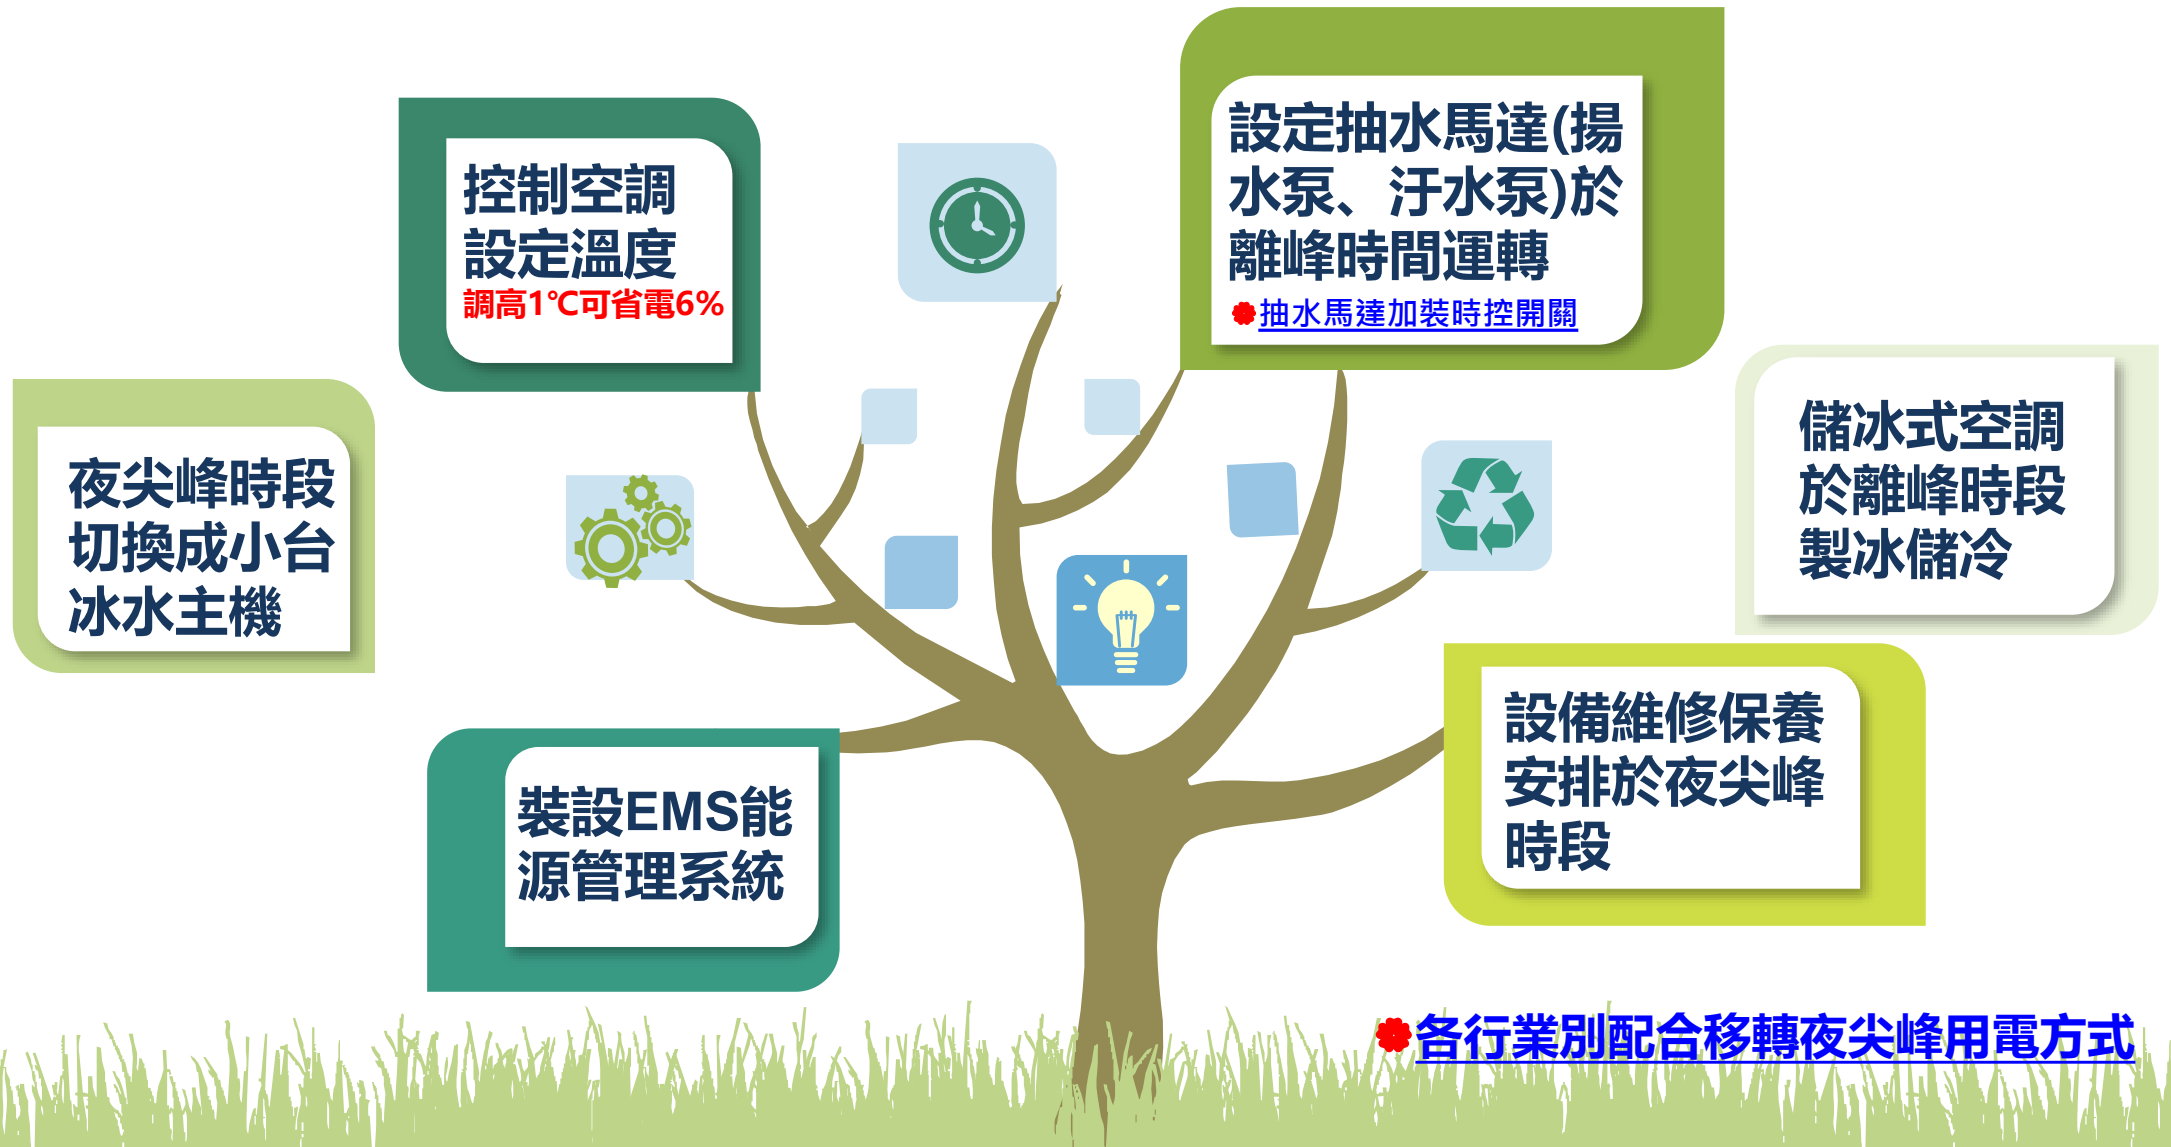 控制空調
設定溫度
調高1℃可省電6%
設定抽水馬達(揚
水泵、汙水泵)於
離峰時間運轉
抽水馬達加裝時控開關
夜尖峰時段
切換成小台
冰水主機
儲冰式空調
於離峰時段
製冰儲冷
裝設EMS能
源管理系統
設備維修保養
安排於夜尖峰
時段
各行業別配合移轉夜尖峰用電方式